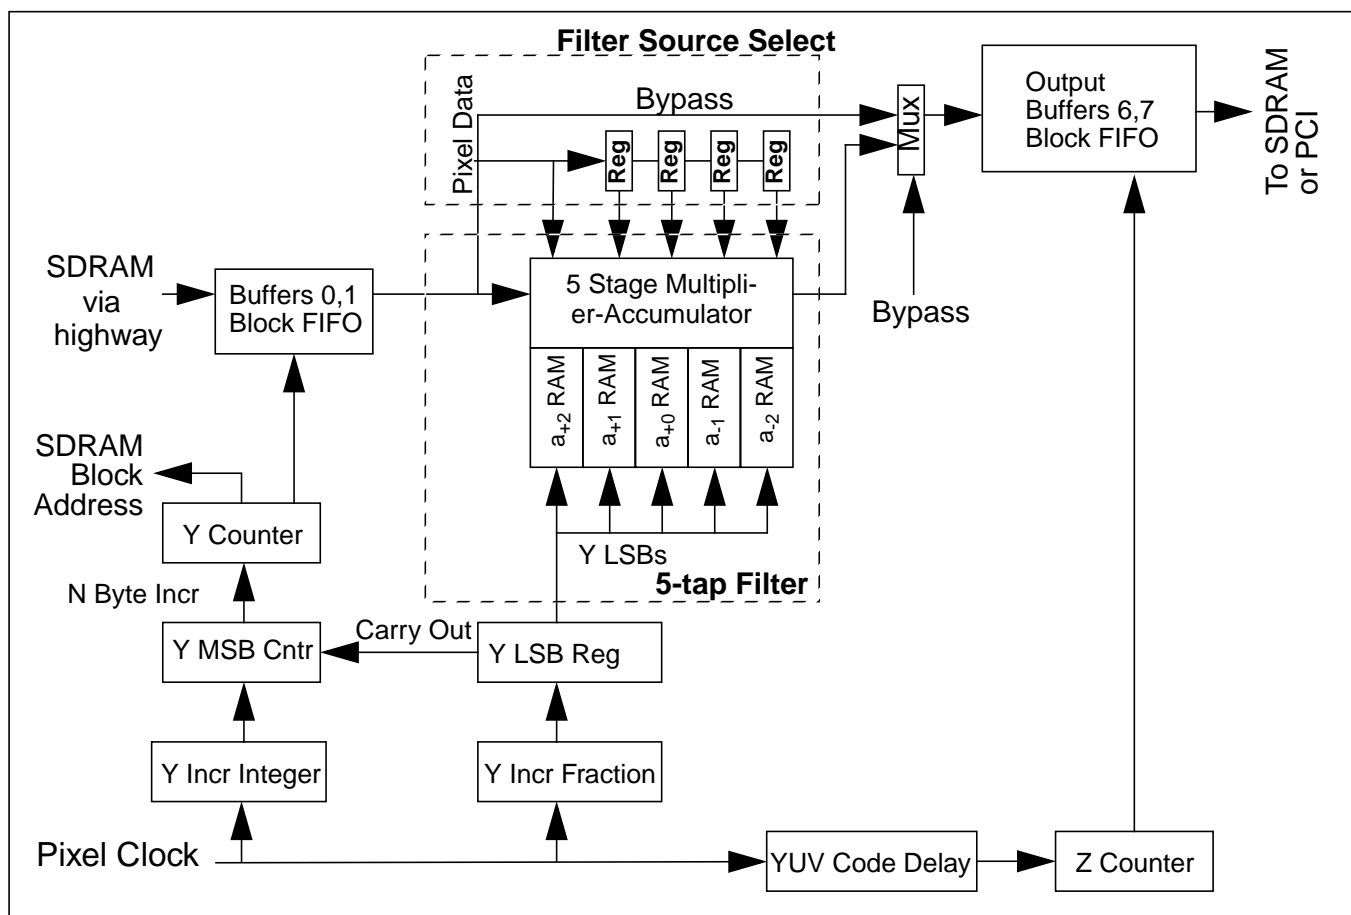 Filter Source Select
Pixel Data
Bypass
Reg
Reg
Reg
Reg
Mux
Output
Buffers 6,7
Block FIFO
To SDRAM
or PCI
SDRAM
via
highway
Buffers 0,1
Block FIFO
5 Stage Multipli-
er-Accumulator
Bypass
a+2 RAM
a+1 RAM
a+0 RAM
a-1 RAM
a-2 RAM
SDRAM
Block
Address
Y Counter
Y LSBs
5-tap Filter
N Byte Incr
Y MSB Cntr
Carry Out
Y LSB Reg
Y Incr Integer
Y Incr Fraction
Pixel Clock
YUV Code Delay
Z Counter